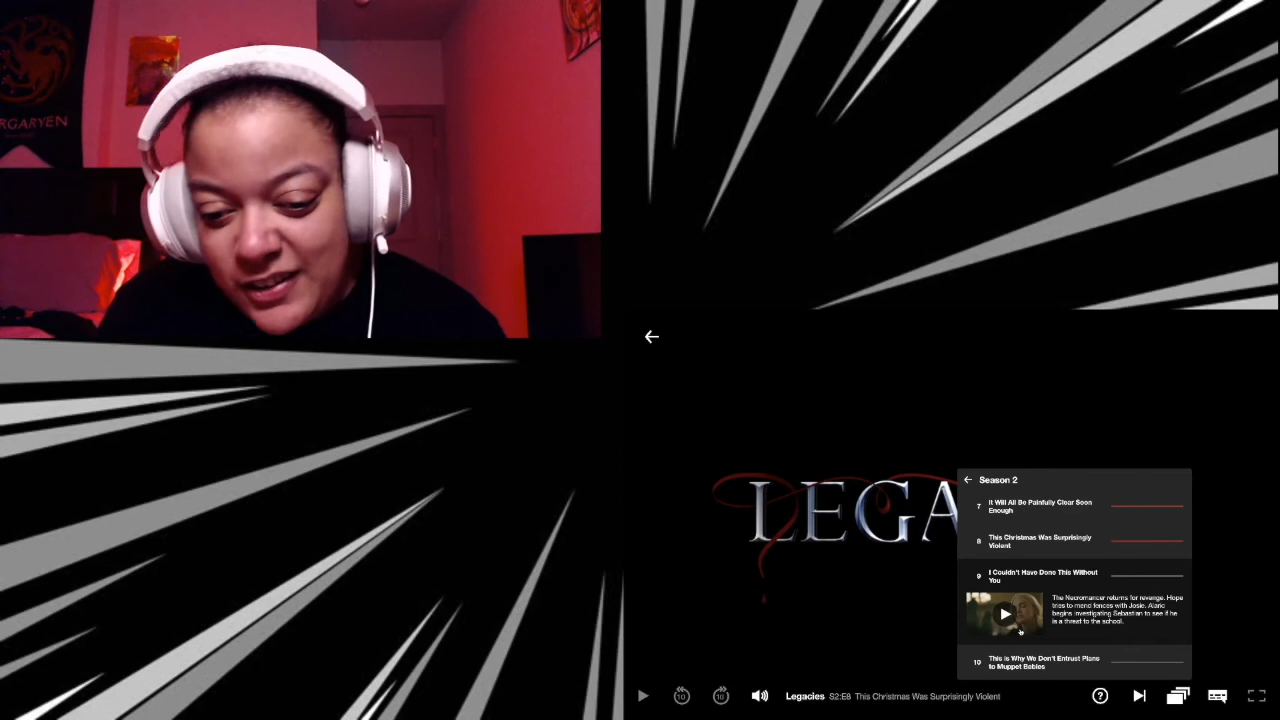 RGARYEN
LEGA
Season 2
7
It Will All Be Painfully Clear Soon
Enough
8
This Christmas Was Surprisingly
Violent
9
I Couldn't Have Done This Without
You
The Necromancer returns for revenge. Hope
tries to mend fences with Josie. Alaric
begins investigating Sebastian to see if he
is a threat to the school.
10
This is Why We Don't Entrust Plans
to Muppet Babies
10
10
Legacies S2:E8 This Christmas Was Surprisingly Violent
?